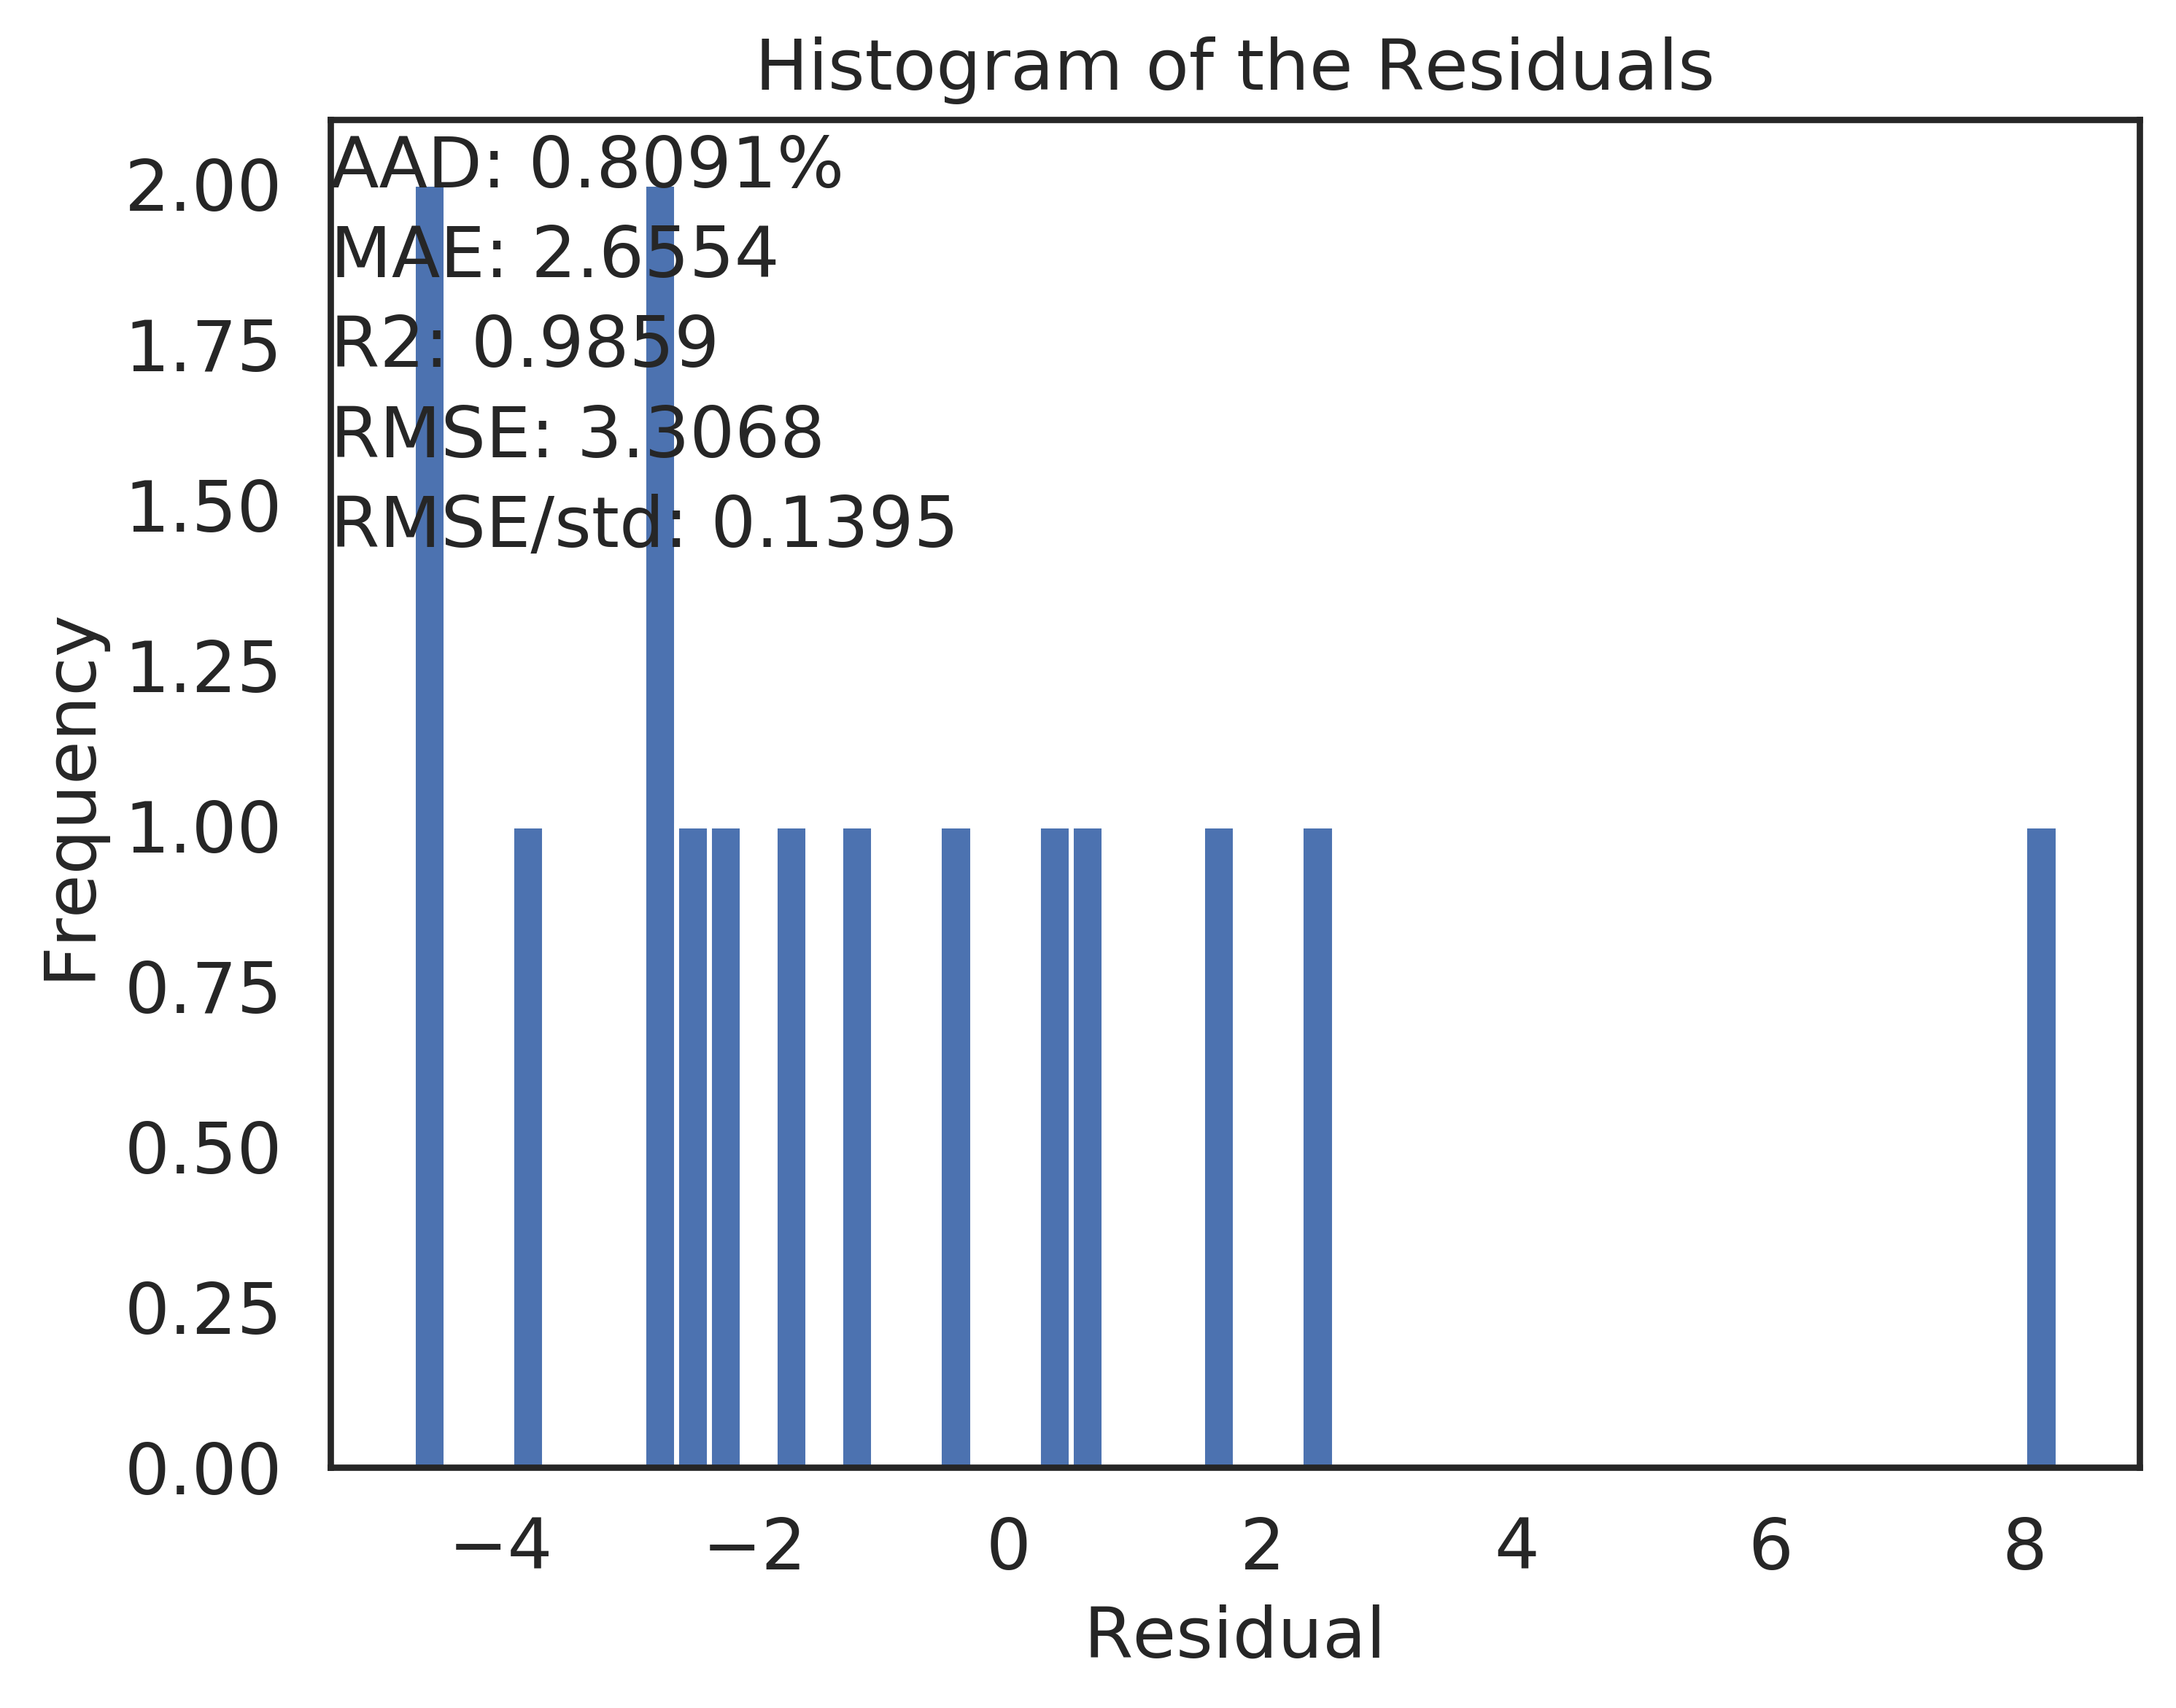 Histogram of the Residuals
AAD: 0.8091%
MAE: 2.6554
R2: 0.9859
RMSE: 3.3068
RMSE/std: 0.1395
2.00
1.75
1.50
1.25
1.00
0.75
0.50
0.25
0.00
Frequency
−4 −2 0 2 4 6 8
Residual